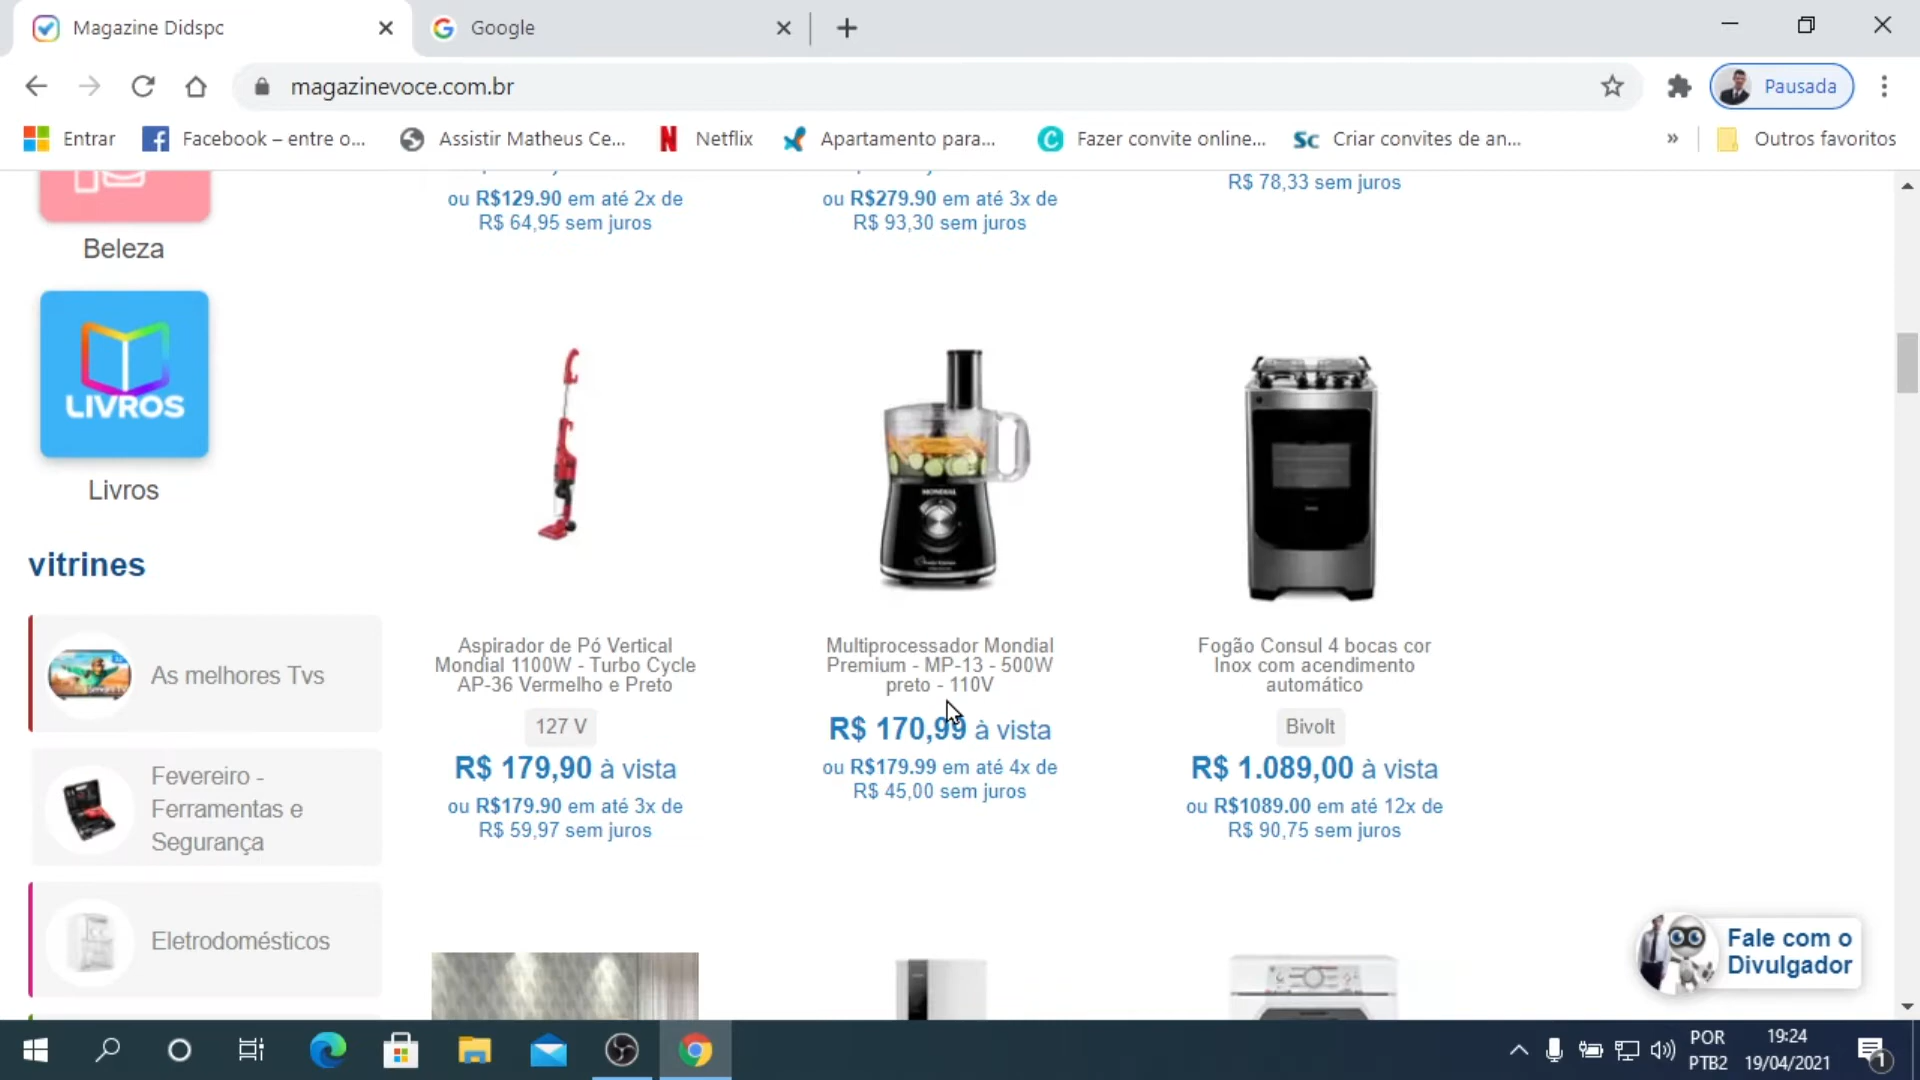 Magazine Didspc
Google
magazinevoce.com.br
Pausada
Entrar
Facebook – entre o...
Assistir Matheus Ce...
Netflix
Apartamento para...
Fazer convite online...
Sc Criar convites de an...
»
Outros favoritos
Beleza
LIVROS
Livros
vitrines
As melhores Tvs
Fevereiro -
Ferramentas e
Segurança
Eletrodomésticos
ou R$129.90 em até 2x de
R$ 64,95 sem juros
ou R$279.90 em até 3x de
R$ 93,30 sem juros
R$ 78,33 sem juros
Aspirador de Pó Vertical
Mondial 1100W - Turbo Cycle
AP-36 Vermelho e Preto
127 V
R$ 179,90 à vista
ou R$179.90 em até 3x de
R$ 59,97 sem juros
MONDIAL
Multiprocessador Mondial
Premium - MP-13 - 500W
preto - 110V
R$ 170,99 à vista
ou R$179.99 em até 4x de
R$ 45,00 sem juros
Fogão Consul 4 bocas cor
Inox com acendimento
automático
Bivolt
R$ 1.089,00 à vista
ou R$1089.00 em até 12x de
R$ 90,75 sem juros
Fale com o
Divulgador
POR
PTB2
19:24
19/04/2021
1